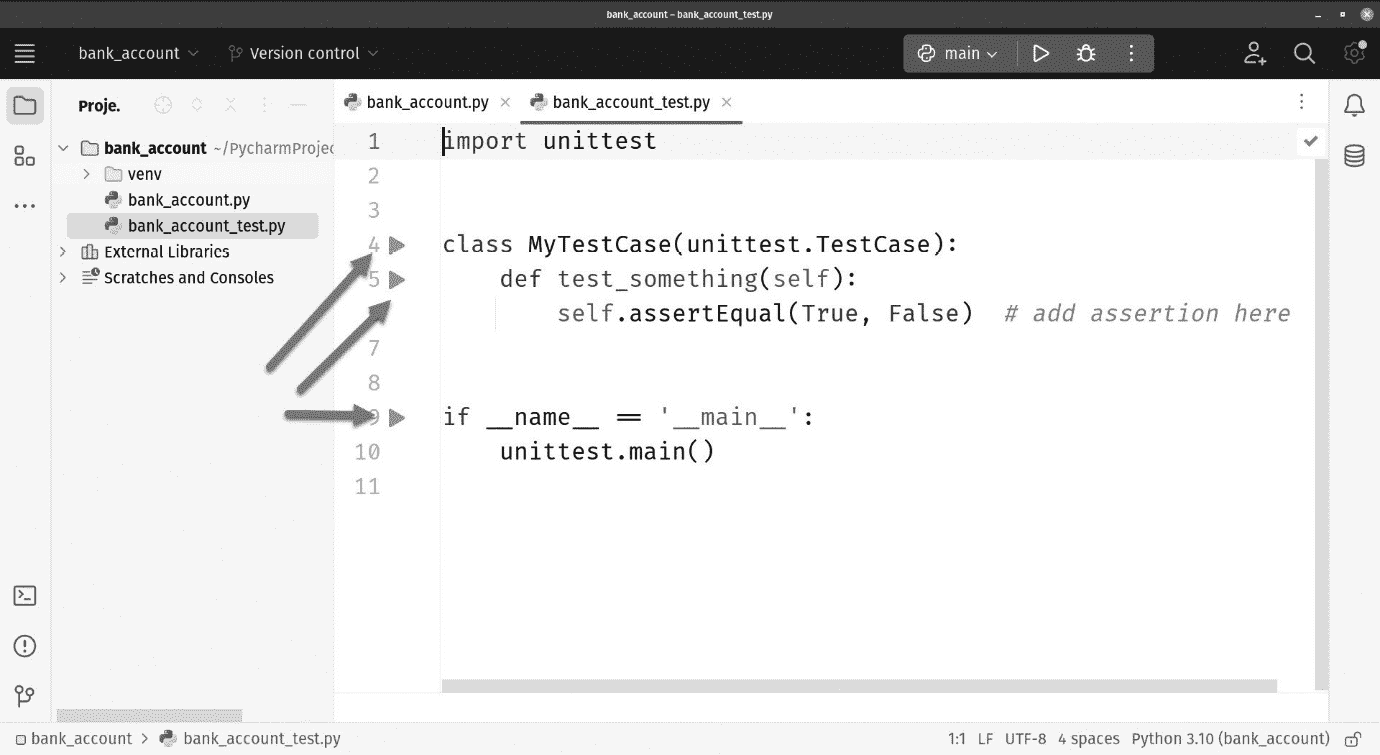 bank_account – bank_account_test.py
bank_account Version control main
Proje. bank_account.py bank_account_test.py
bank_account ~/PycharmProjec
venv
bank_account.py
bank_account_test.py
External Libraries
Scratches and Consoles
1 import unittest
2
3
4 class MyTestCase(unittest.TestCase):
5 def test_something(self):
self.assertEqual(True, False) # add assertion here
7
8
9 if __name__ == '__main__':
10 unittest.main()
11
bank_account > bank_account_test.py 1:1 LF UTF-8 4 spaces Python 3.10 (bank_account)